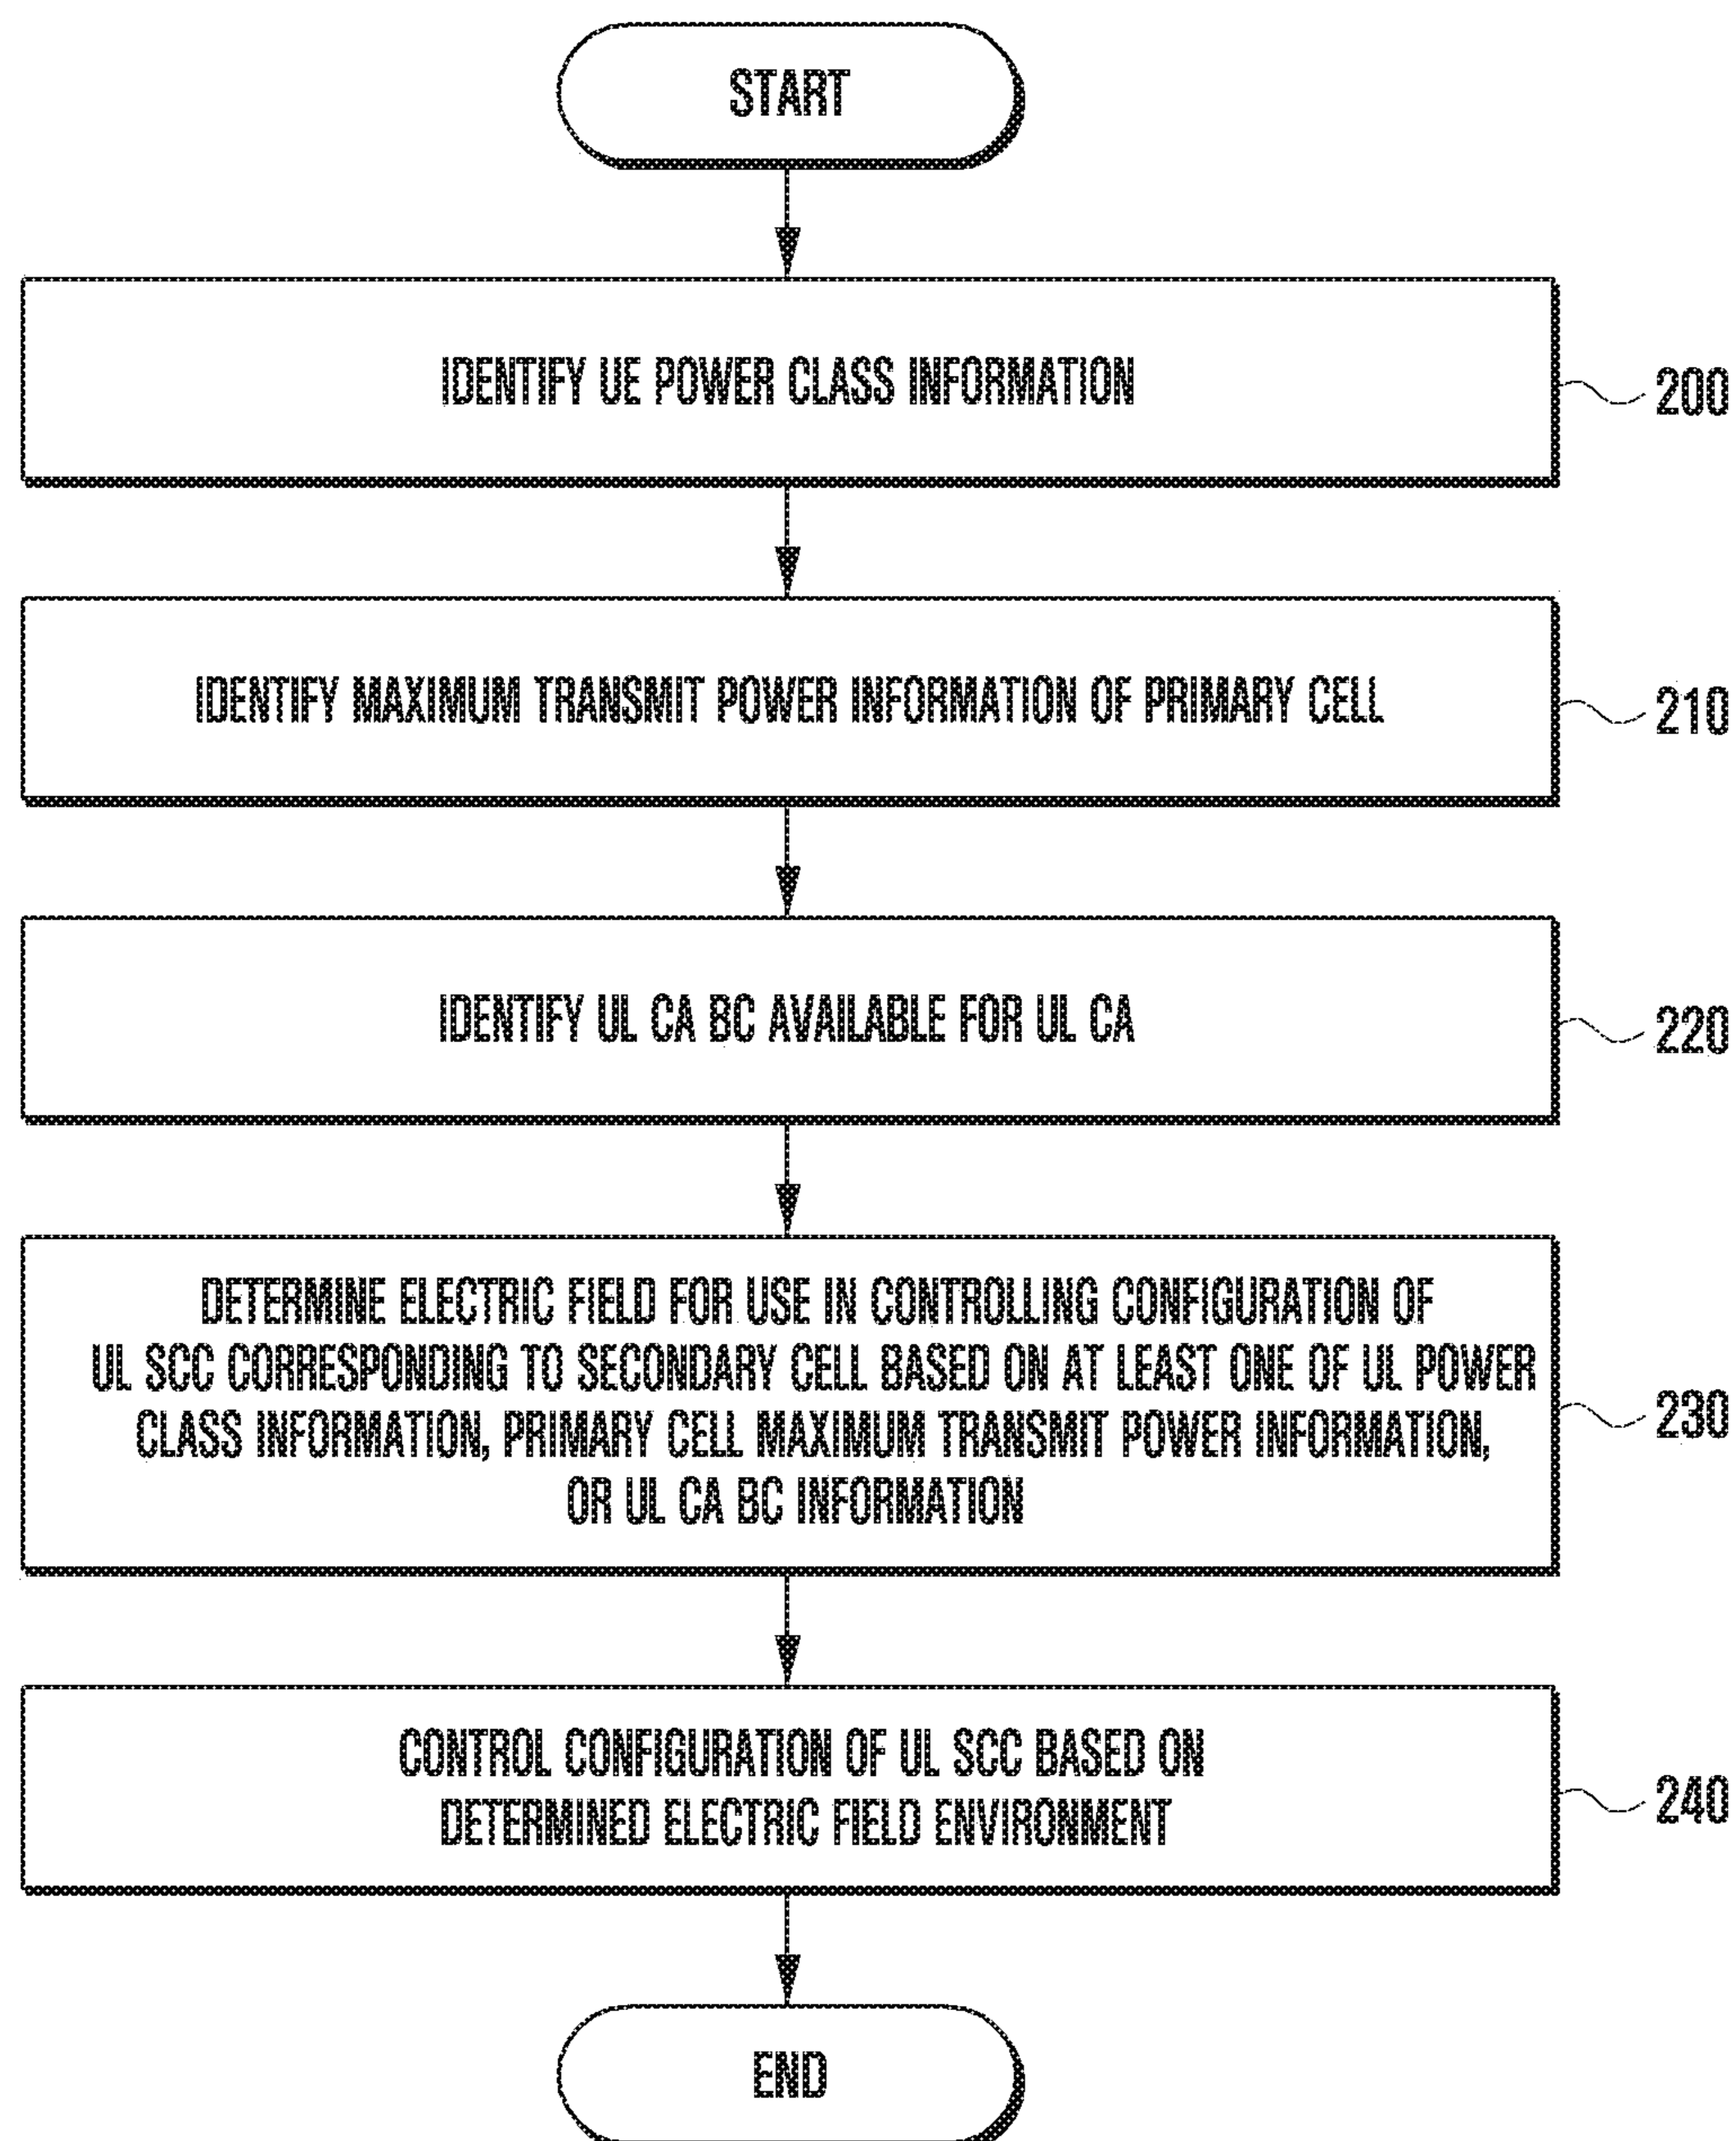 START
IDENTIFY UE POWER CLASS INFORMATION
200
IDENTIFY MAXIMUM TRANSMIT POWER INFORMATION OF PRIMARY CELL
210
IDENTIFY UL CA BC AVAILABLE FOR UL CA
220
DETERMINE ELECTRIC FIELD FOR USE IN CONTROLLING CONFIGURATION OF
UL SCC CORRESPONDING TO SECONDARY CELL BASED ON AT LEAST ONE OF UL POWER
CLASS INFORMATION, PRIMARY CELL MAXIMUM TRANSMIT POWER INFORMATION,
OR UL CA BC INFORMATION
230
CONTROL CONFIGURATION OF UL SCC BASED ON
DETERMINED ELECTRIC FIELD ENVIRONMENT
240
END